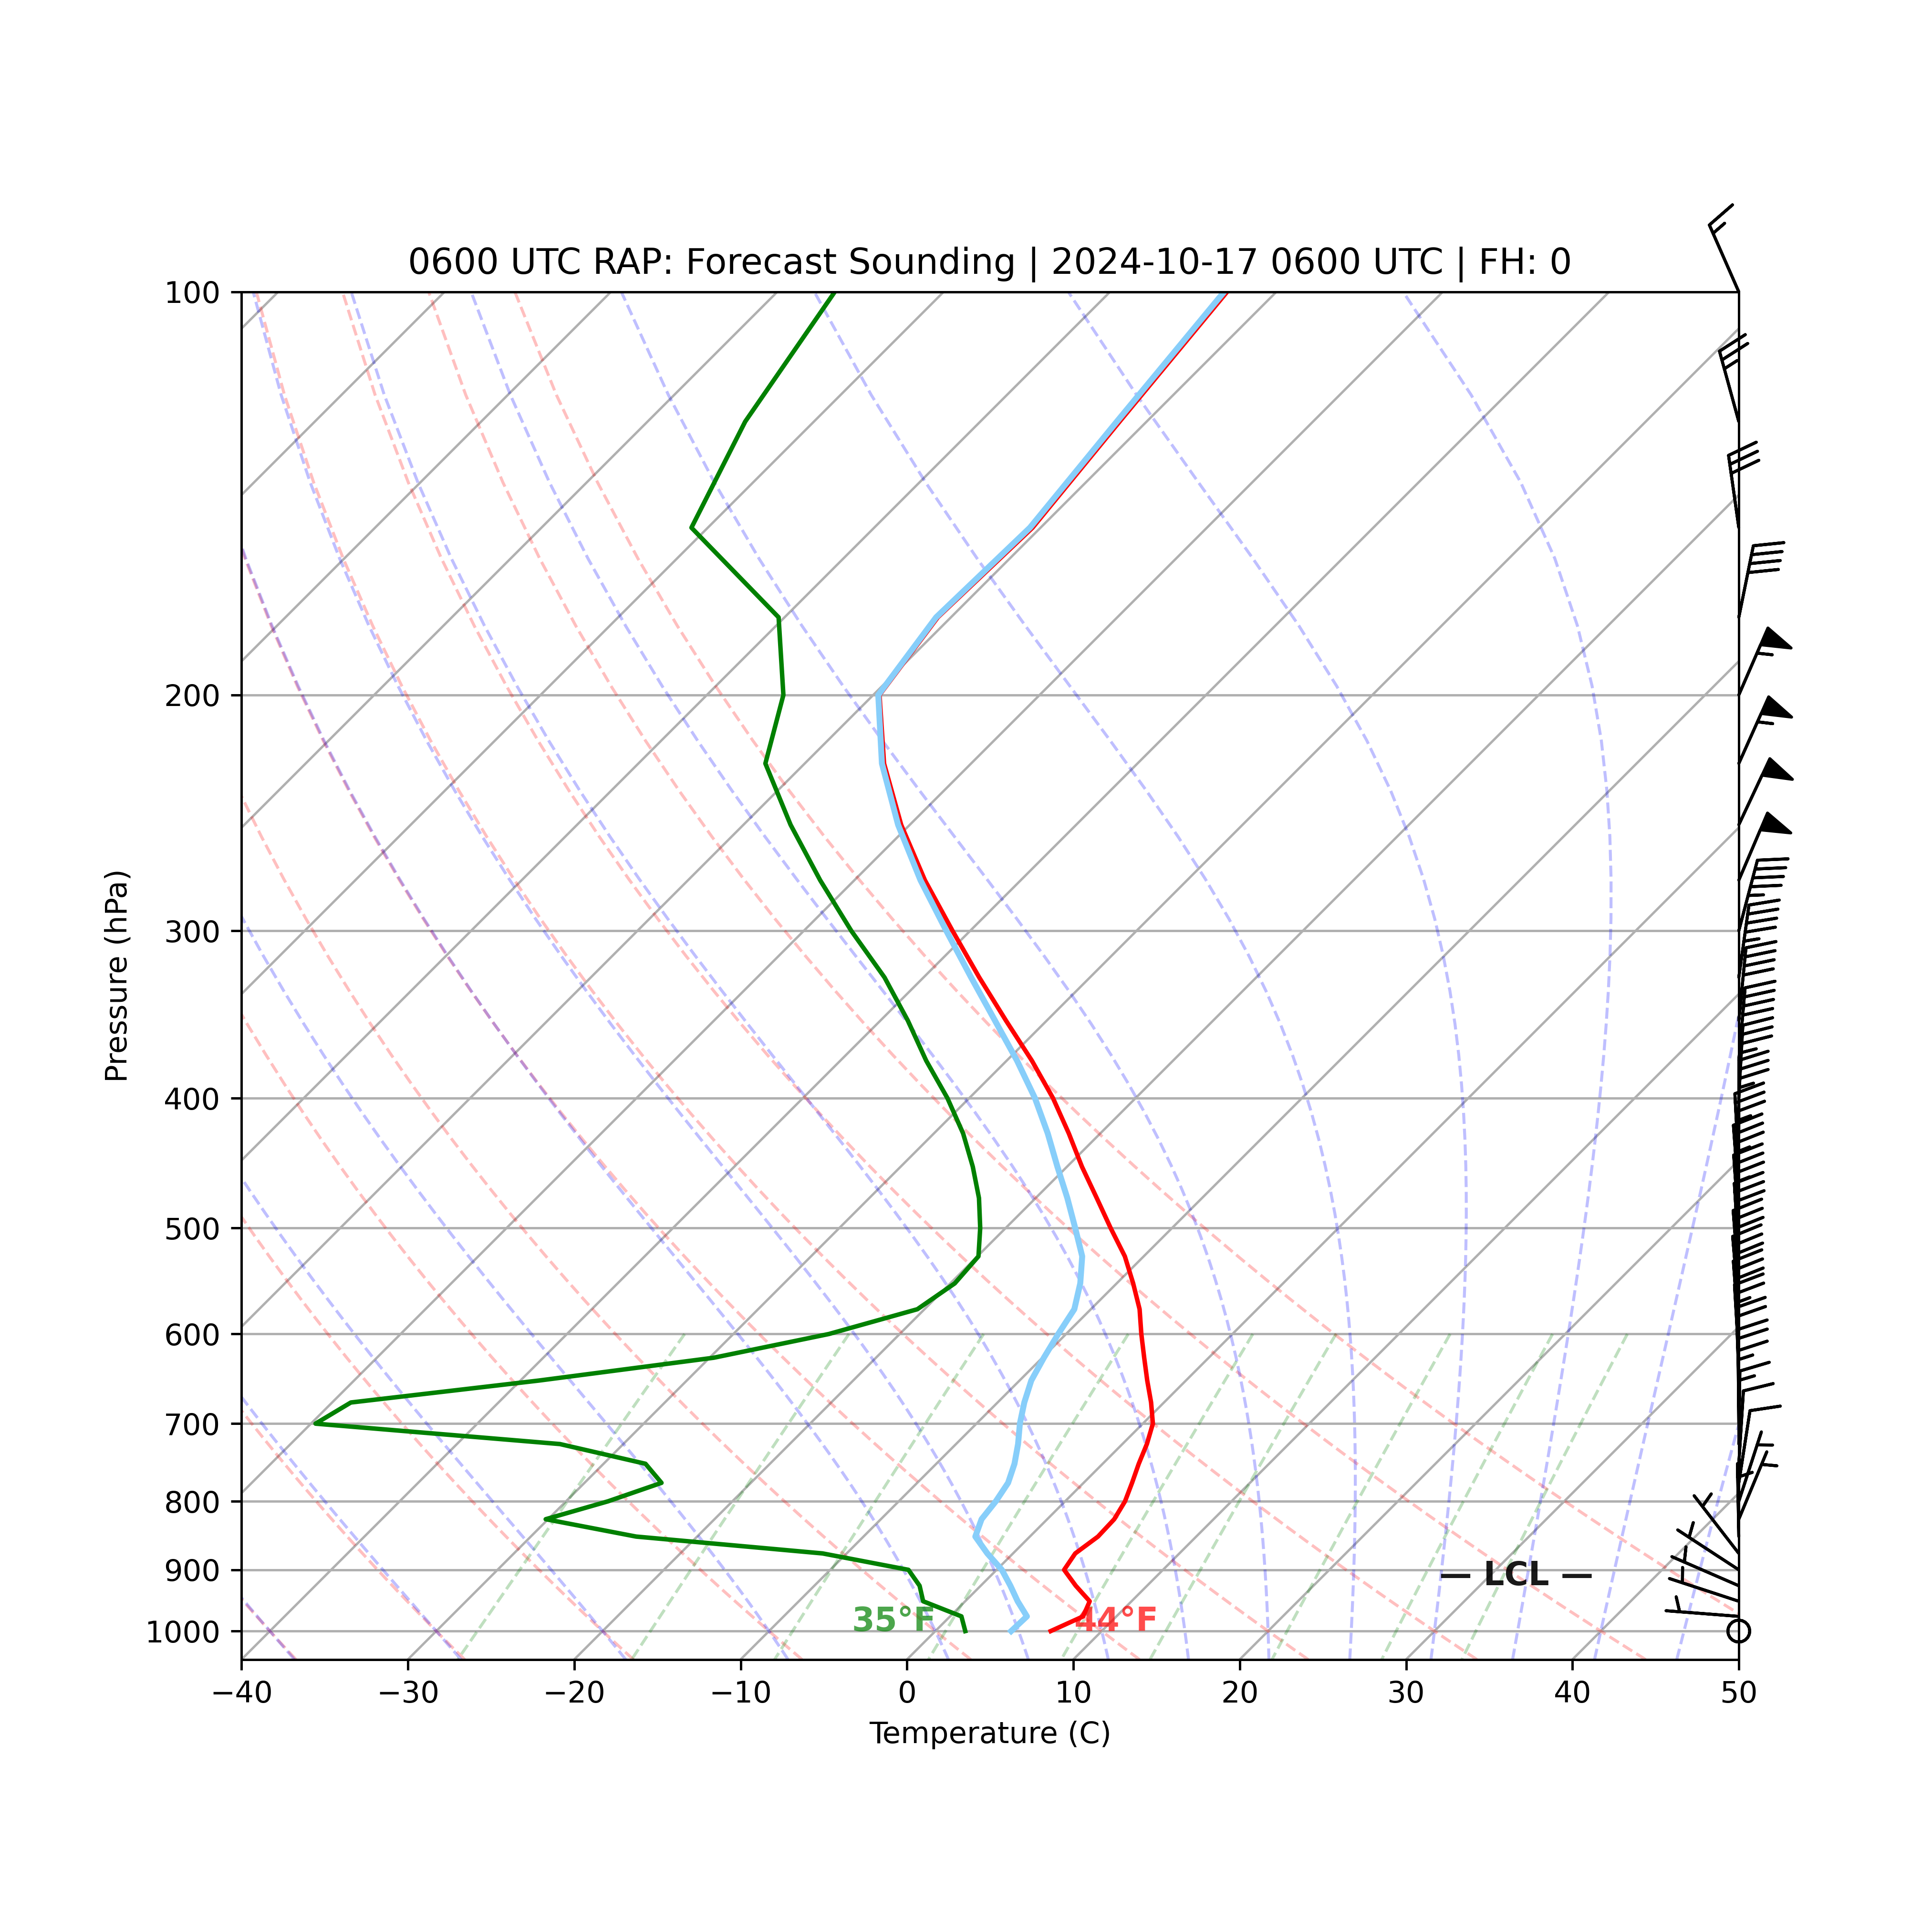 0600 UTC RAP: Forecast Sounding | 2024-10-17 0600 UTC | FH: 0
100
200
300
400
500
600
700
800
900
1000
Pressure (hPa)
— LCL —
35°F
44°F
−40 −30 −20 −10 0 10 20 30 40 50
Temperature (C)